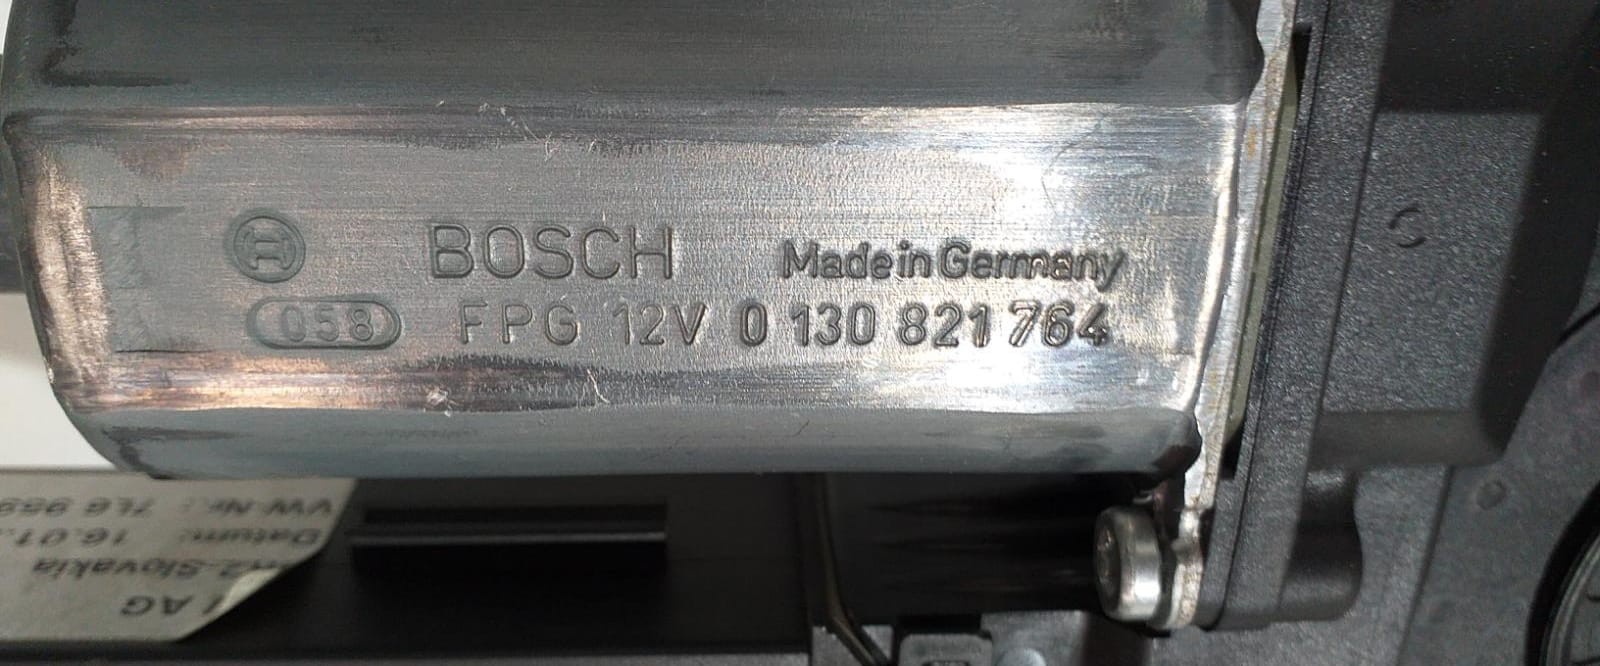 BOSCH Made in Germany
058 FPG 12V 0 130 821 764
VW-Nr.: 7L6 959
Datum: 16.01.
Slovakia
AG